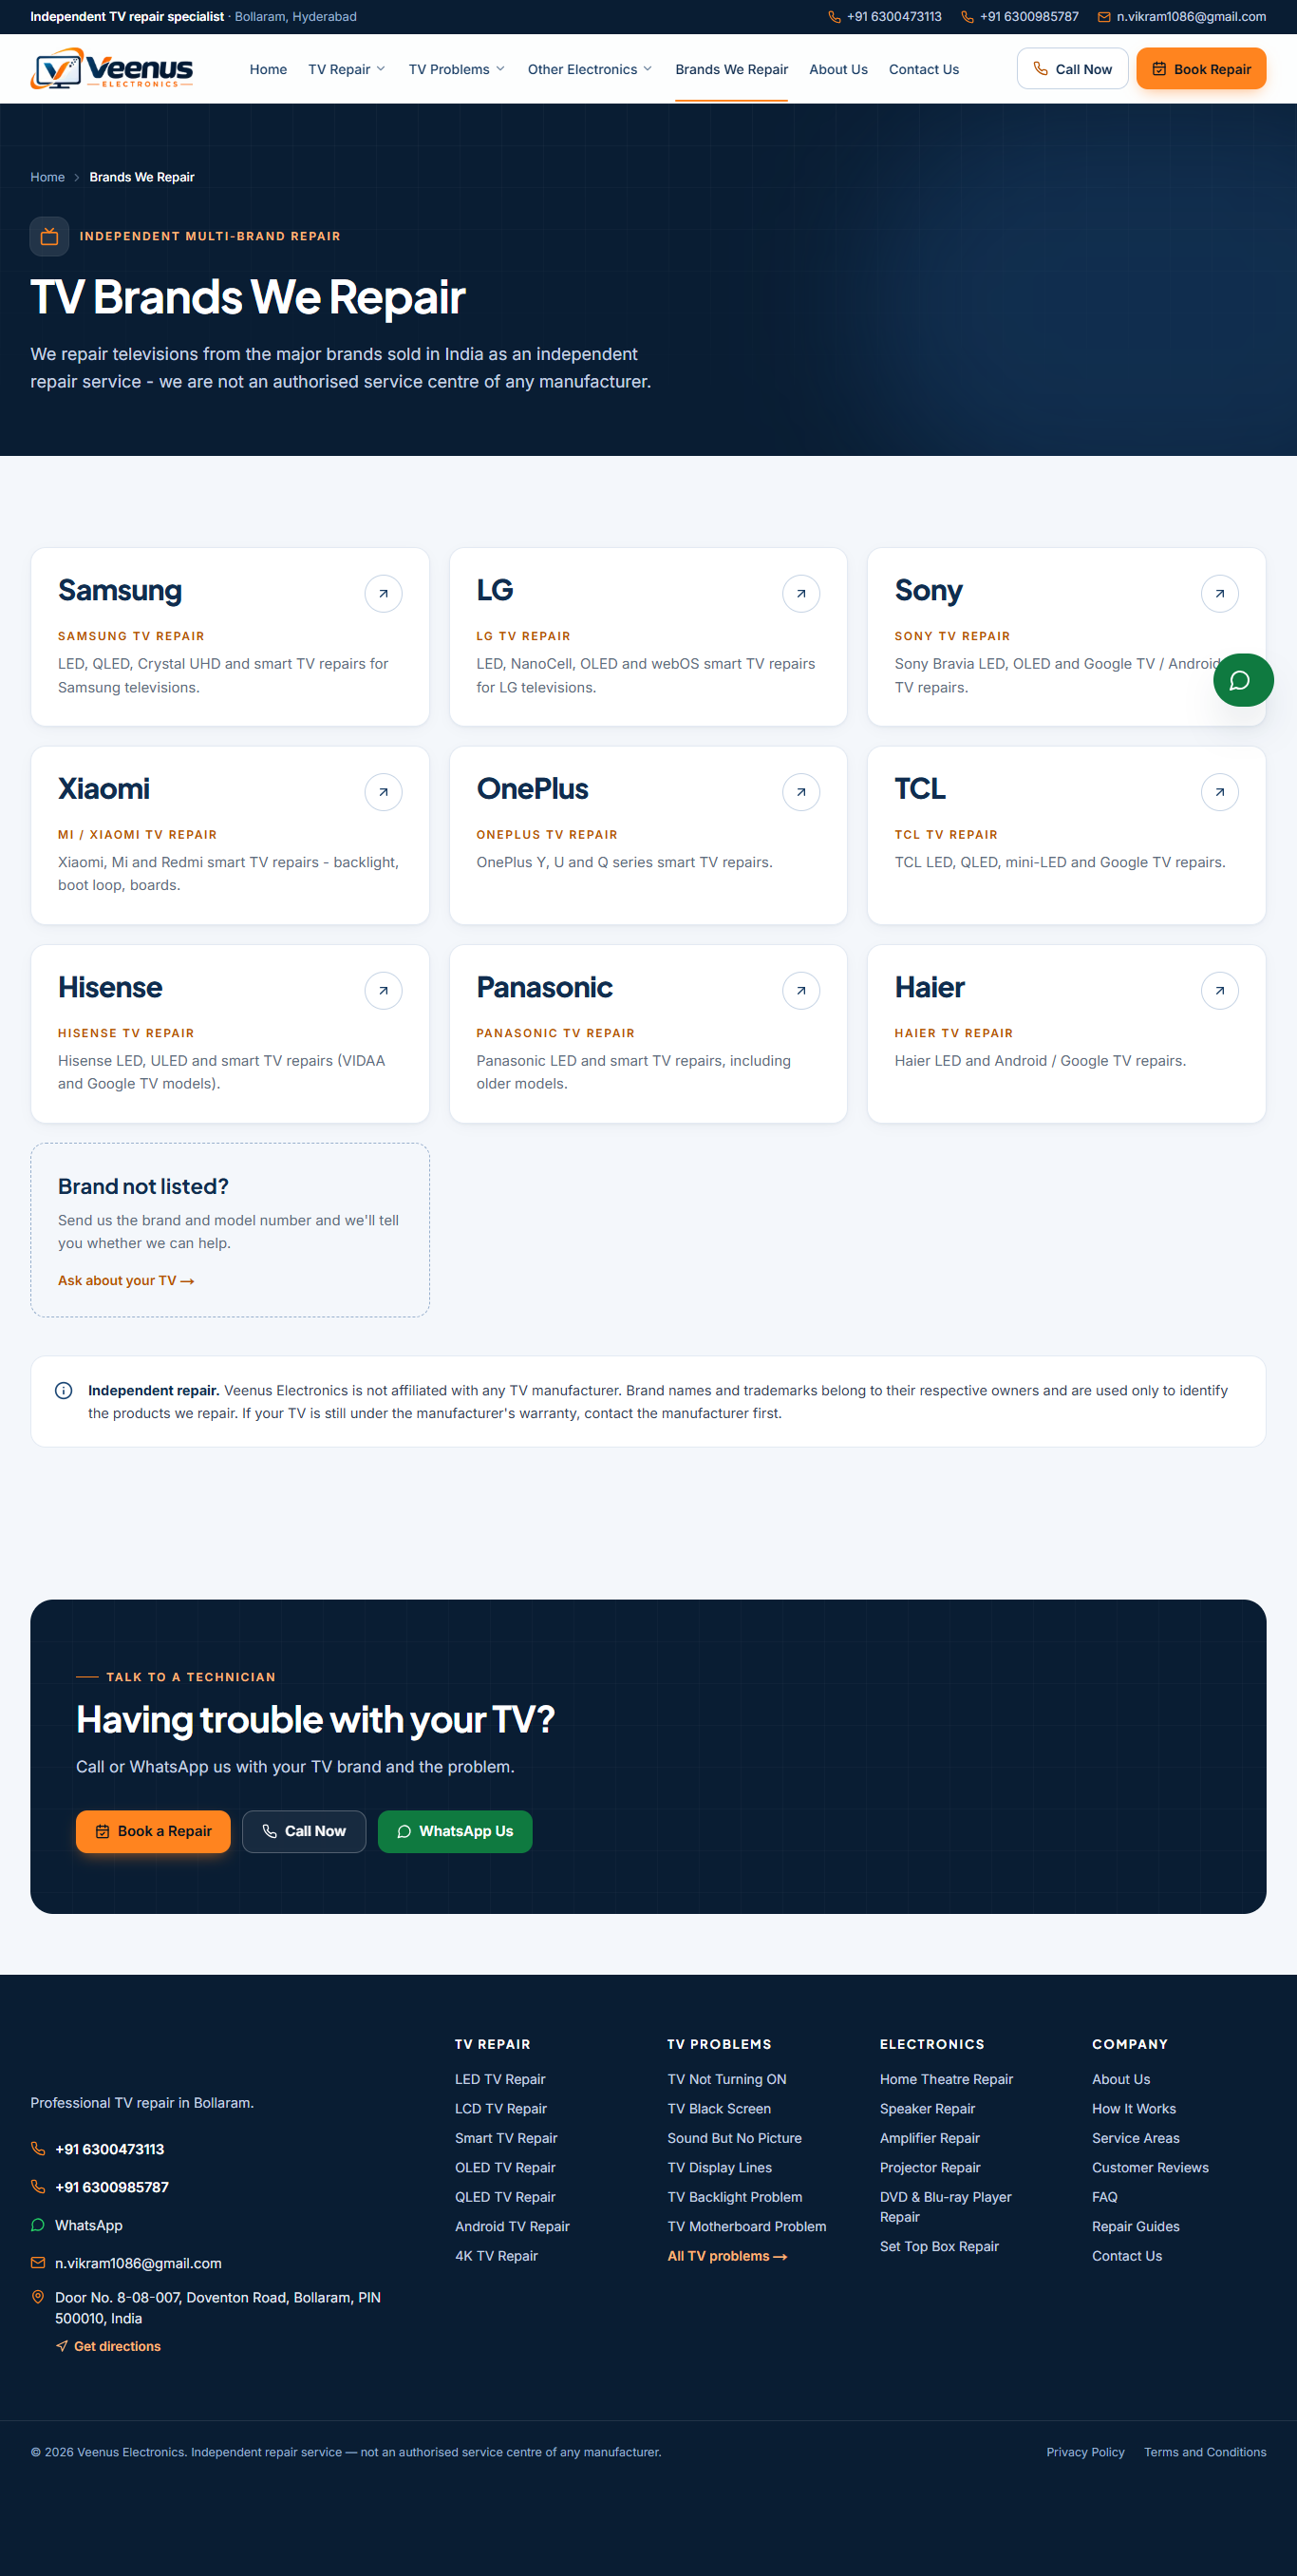 Independent TV repair specialist · Bollaram, Hyderabad
+91 6300473113
+91 6300985787
n.vikram1086@gmail.com
Veenus
ELECTRONICS
Home
TV Repair
TV Problems
Other Electronics
Brands We Repair
About Us
Contact Us
Call Now
Book Repair
Home
Brands We Repair
INDEPENDENT MULTI-BRAND REPAIR
TV Brands We Repair
We repair televisions from the major brands sold in India as an independent
repair service - we are not an authorised service centre of any manufacturer.
Samsung
SAMSUNG TV REPAIR
LED, QLED, Crystal UHD and smart TV repairs for
Samsung televisions.
LG
LG TV REPAIR
LED, NanoCell, OLED and webOS smart TV repairs
for LG televisions.
Sony
SONY TV REPAIR
Sony Bravia LED, OLED and Google TV / Android
TV repairs.
Xiaomi
MI / XIAOMI TV REPAIR
Xiaomi, Mi and Redmi smart TV repairs - backlight,
boot loop, boards.
OnePlus
ONEPLUS TV REPAIR
OnePlus Y, U and Q series smart TV repairs.
TCL
TCL TV REPAIR
TCL LED, QLED, mini-LED and Google TV repairs.
Hisense
HISENSE TV REPAIR
Hisense LED, ULED and smart TV repairs (VIDAA
and Google TV models).
Panasonic
PANASONIC TV REPAIR
Panasonic LED and smart TV repairs, including
older models.
Haier
HAIER TV REPAIR
Haier LED and Android / Google TV repairs.
Brand not listed?
Send us the brand and model number and we'll tell
you whether we can help.
Ask about your TV →
Independent repair. Veenus Electronics is not affiliated with any TV manufacturer. Brand names and trademarks belong to their respective owners and are used only to identify
the products we repair. If your TV is still under the manufacturer's warranty, contact the manufacturer first.
TALK TO A TECHNICIAN
Having trouble with your TV?
Call or WhatsApp us with your TV brand and the problem.
Book a Repair
Call Now
WhatsApp Us
Professional TV repair in Bollaram.
+91 6300473113
+91 6300985787
WhatsApp
n.vikram1086@gmail.com
Door No. 8-08-007, Doventon Road, Bollaram, PIN
500010, India
Get directions
TV REPAIR
LED TV Repair
LCD TV Repair
Smart TV Repair
OLED TV Repair
QLED TV Repair
Android TV Repair
4K TV Repair
TV PROBLEMS
TV Not Turning ON
TV Black Screen
Sound But No Picture
TV Display Lines
TV Backlight Problem
TV Motherboard Problem
All TV problems →
ELECTRONICS
Home Theatre Repair
Speaker Repair
Amplifier Repair
Projector Repair
DVD & Blu-ray Player
Repair
Set Top Box Repair
COMPANY
About Us
How It Works
Service Areas
Customer Reviews
FAQ
Repair Guides
Contact Us
© 2026 Veenus Electronics. Independent repair service — not an authorised service centre of any manufacturer.
Privacy Policy
Terms and Conditions